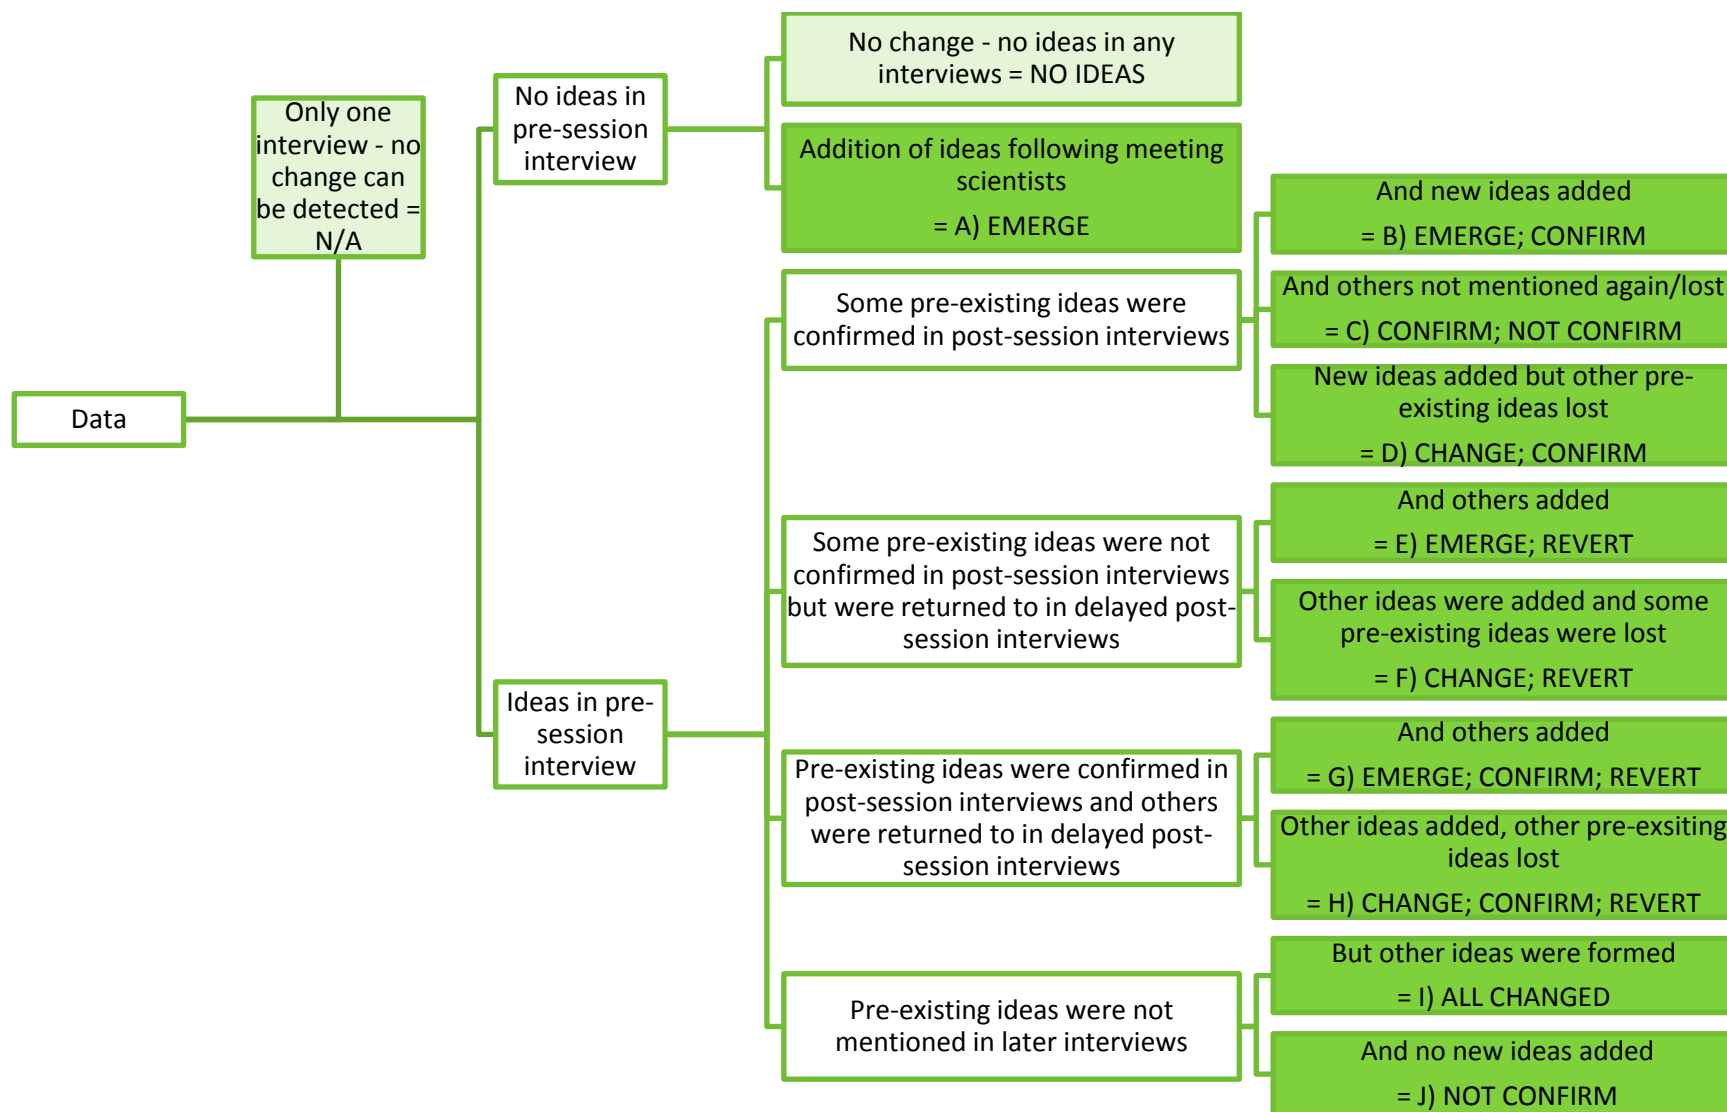 Data
Only one
interview - no
change can
be detected =
N/A
No ideas in
pre-session
interview
No change - no ideas in any
interviews = NO IDEAS
Addition of ideas following meeting
scientists
= A) EMERGE
Ideas in pre-
session
interview
Some pre-existing ideas were
confirmed in post-session interviews
And new ideas added
= B) EMERGE; CONFIRM
And others not mentioned again/lost
= C) CONFIRM; NOT CONFIRM
New ideas added but other pre-
existing ideas lost
= D) CHANGE; CONFIRM
Some pre-existing ideas were not
confirmed in post-session interviews
but were returned to in delayed post-
session interviews
And others added
= E) EMERGE; REVERT
Other ideas were added and some
pre-existing ideas were lost
= F) CHANGE; REVERT
Pre-existing ideas were confirmed in
post-session interviews and others
were returned to in delayed post-
session interviews
And others added
= G) EMERGE; CONFIRM; REVERT
Other ideas added, other pre-exsiting
ideas lost
= H) CHANGE; CONFIRM; REVERT
Pre-existing ideas were not
mentioned in later interviews
But other ideas were formed
= I) ALL CHANGED
And no new ideas added
= J) NOT CONFIRM